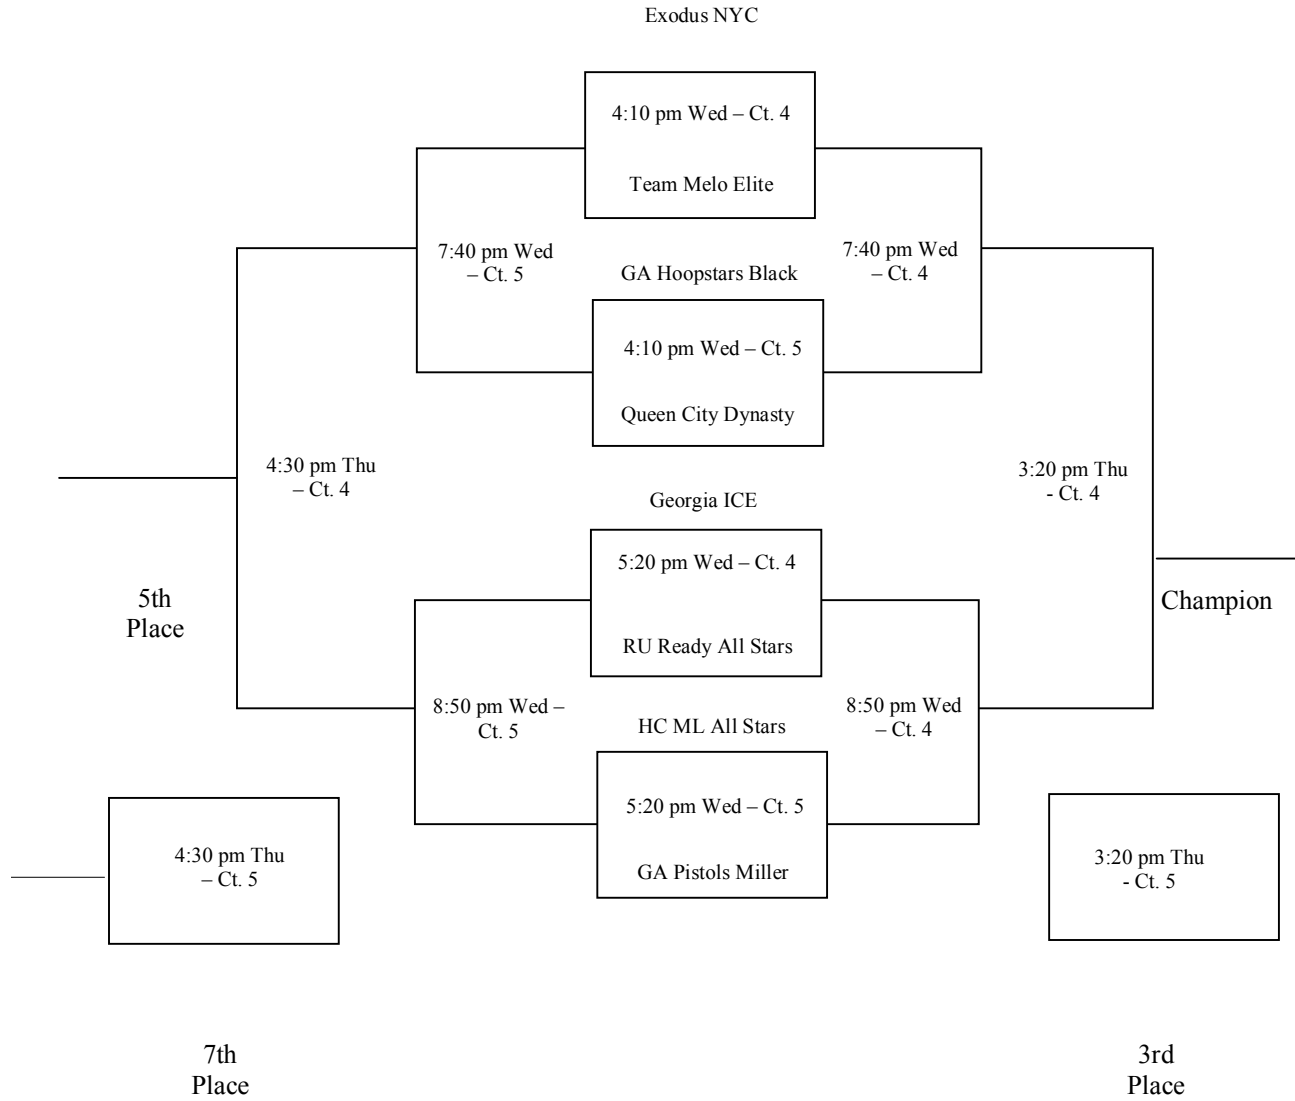 Exodus NYC
4:10 pm Wed – Ct. 4
Team Melo Elite
7:40 pm Wed
– Ct. 5
7:40 pm Wed
– Ct. 4
GA Hoopstars Black
4:10 pm Wed – Ct. 5
Queen City Dynasty
4:30 pm Thu
– Ct. 4
3:20 pm Thu
- Ct. 4
Georgia ICE
5:20 pm Wed – Ct. 4
5th
Place
Champion
RU Ready All Stars
8:50 pm Wed –
Ct. 5
8:50 pm Wed
– Ct. 4
HC ML All Stars
5:20 pm Wed – Ct. 5
GA Pistols Miller
4:30 pm Thu
– Ct. 5
3:20 pm Thu
- Ct. 5
7th
Place
3rd
Place